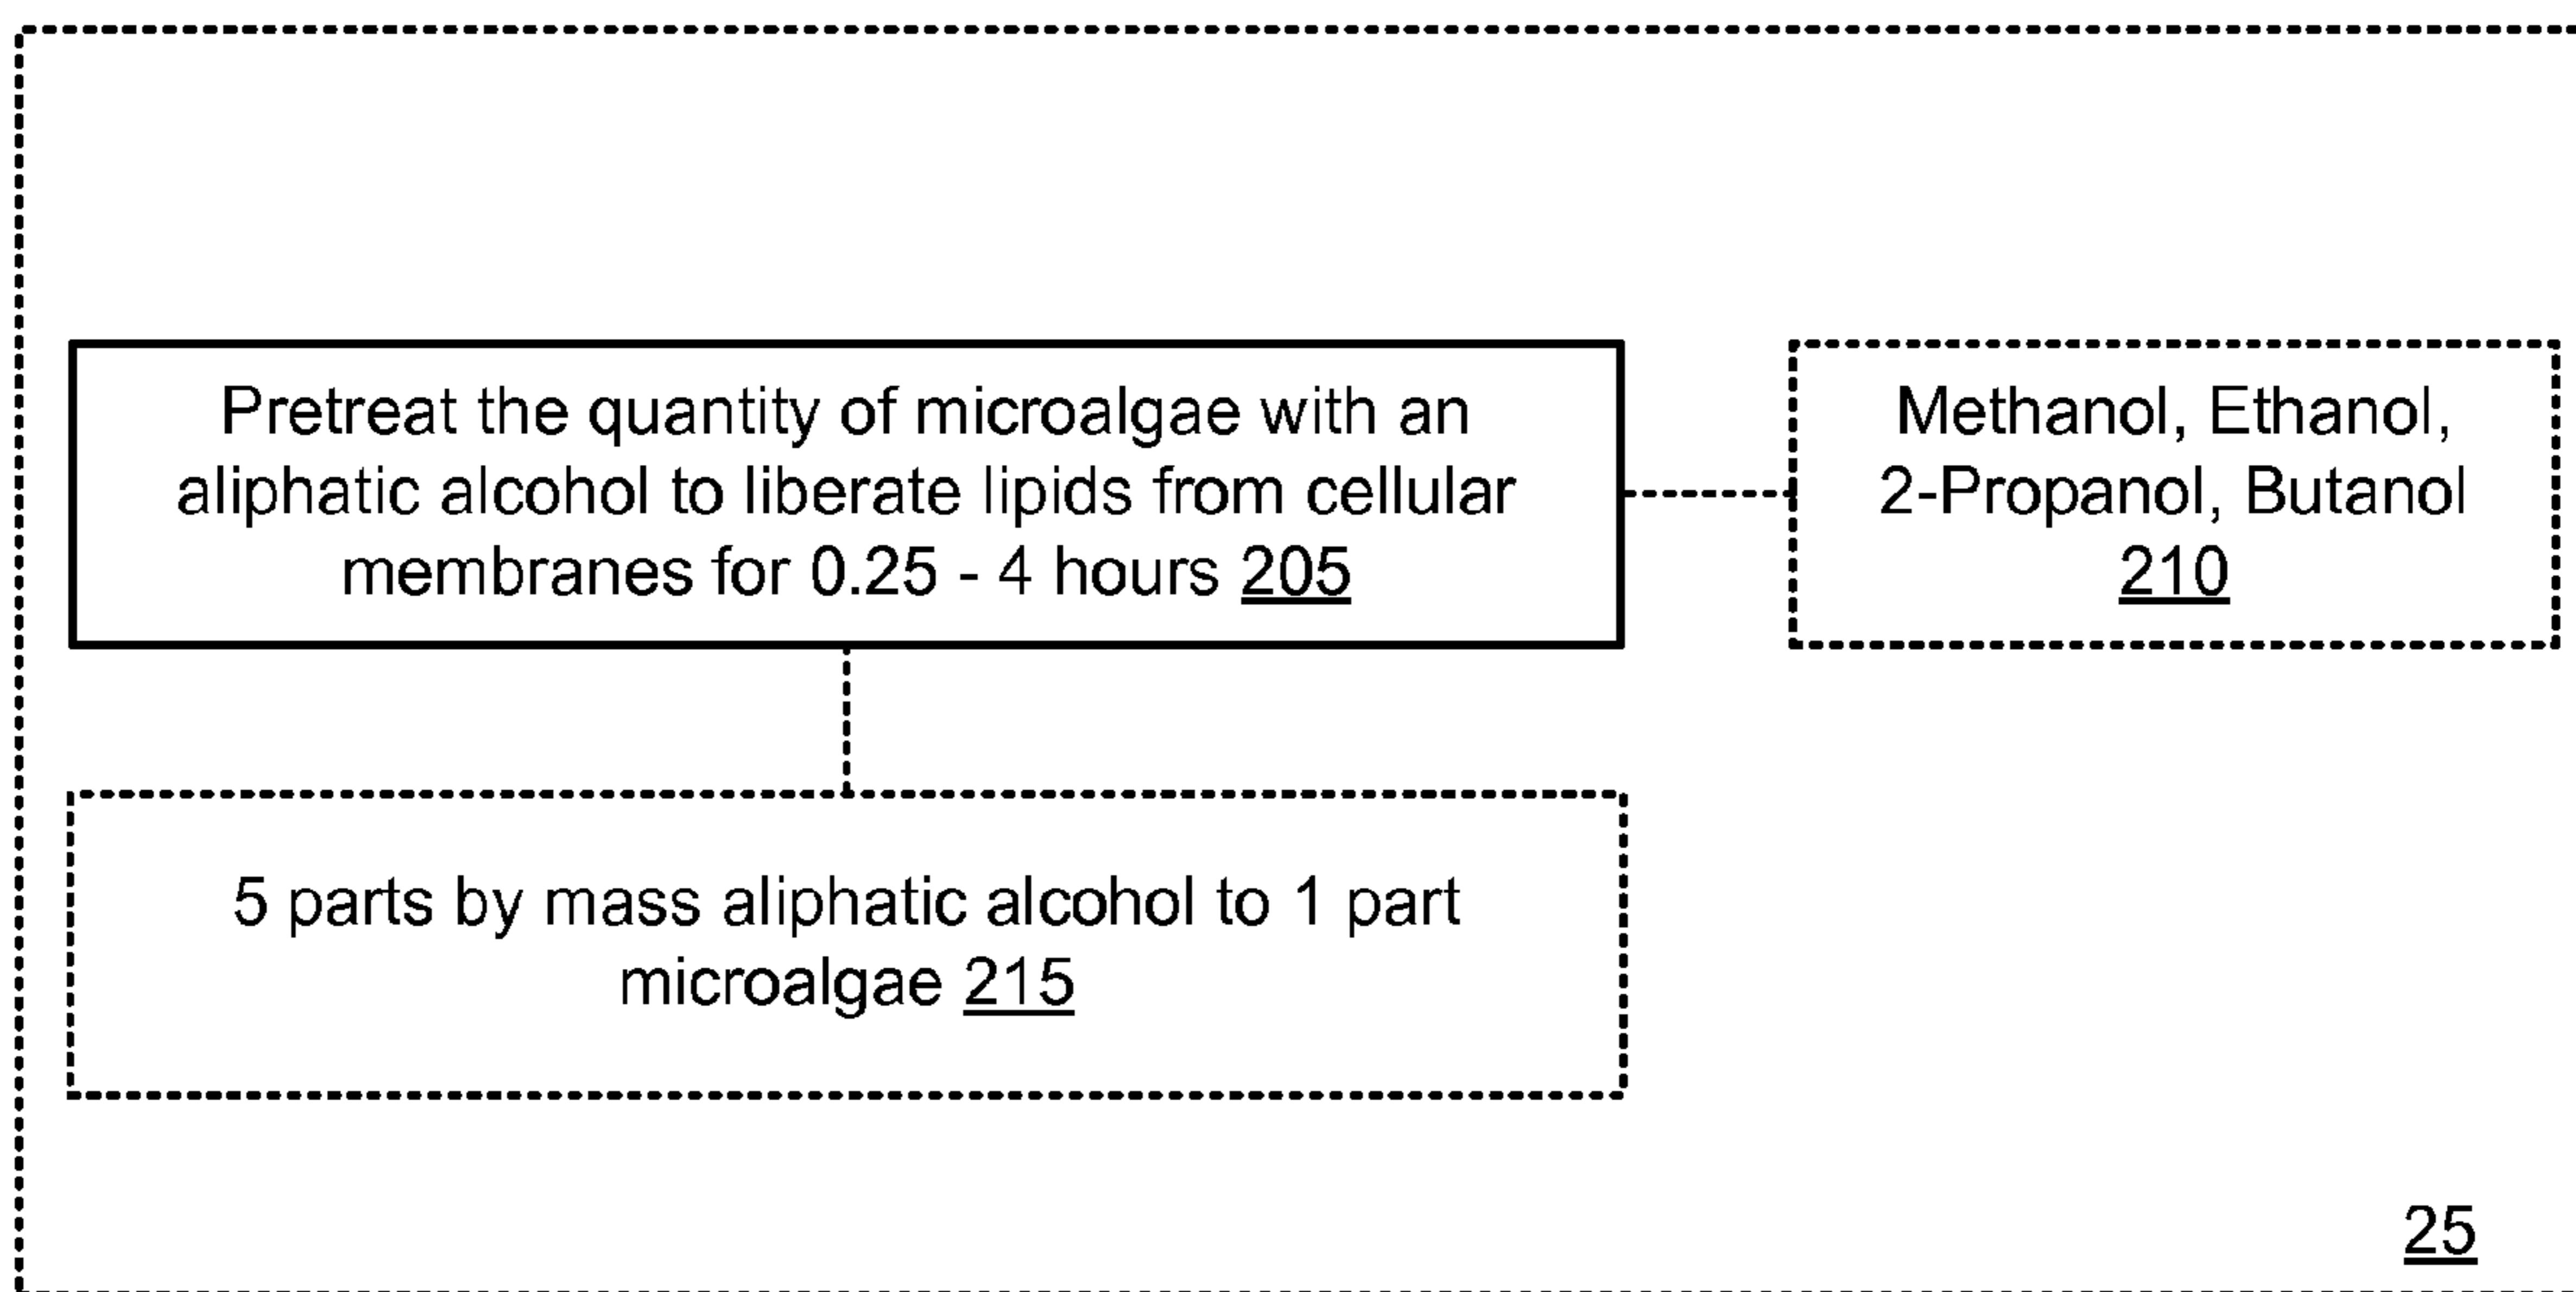 Pretreat the quantity of microalgae with an
aliphatic alcohol to liberate lipids from cellular
membranes for 0.25 - 4 hours 205
Methanol, Ethanol,
2-Propanol, Butanol
210
5 parts by mass aliphatic alcohol to 1 part
microalgae 215
25